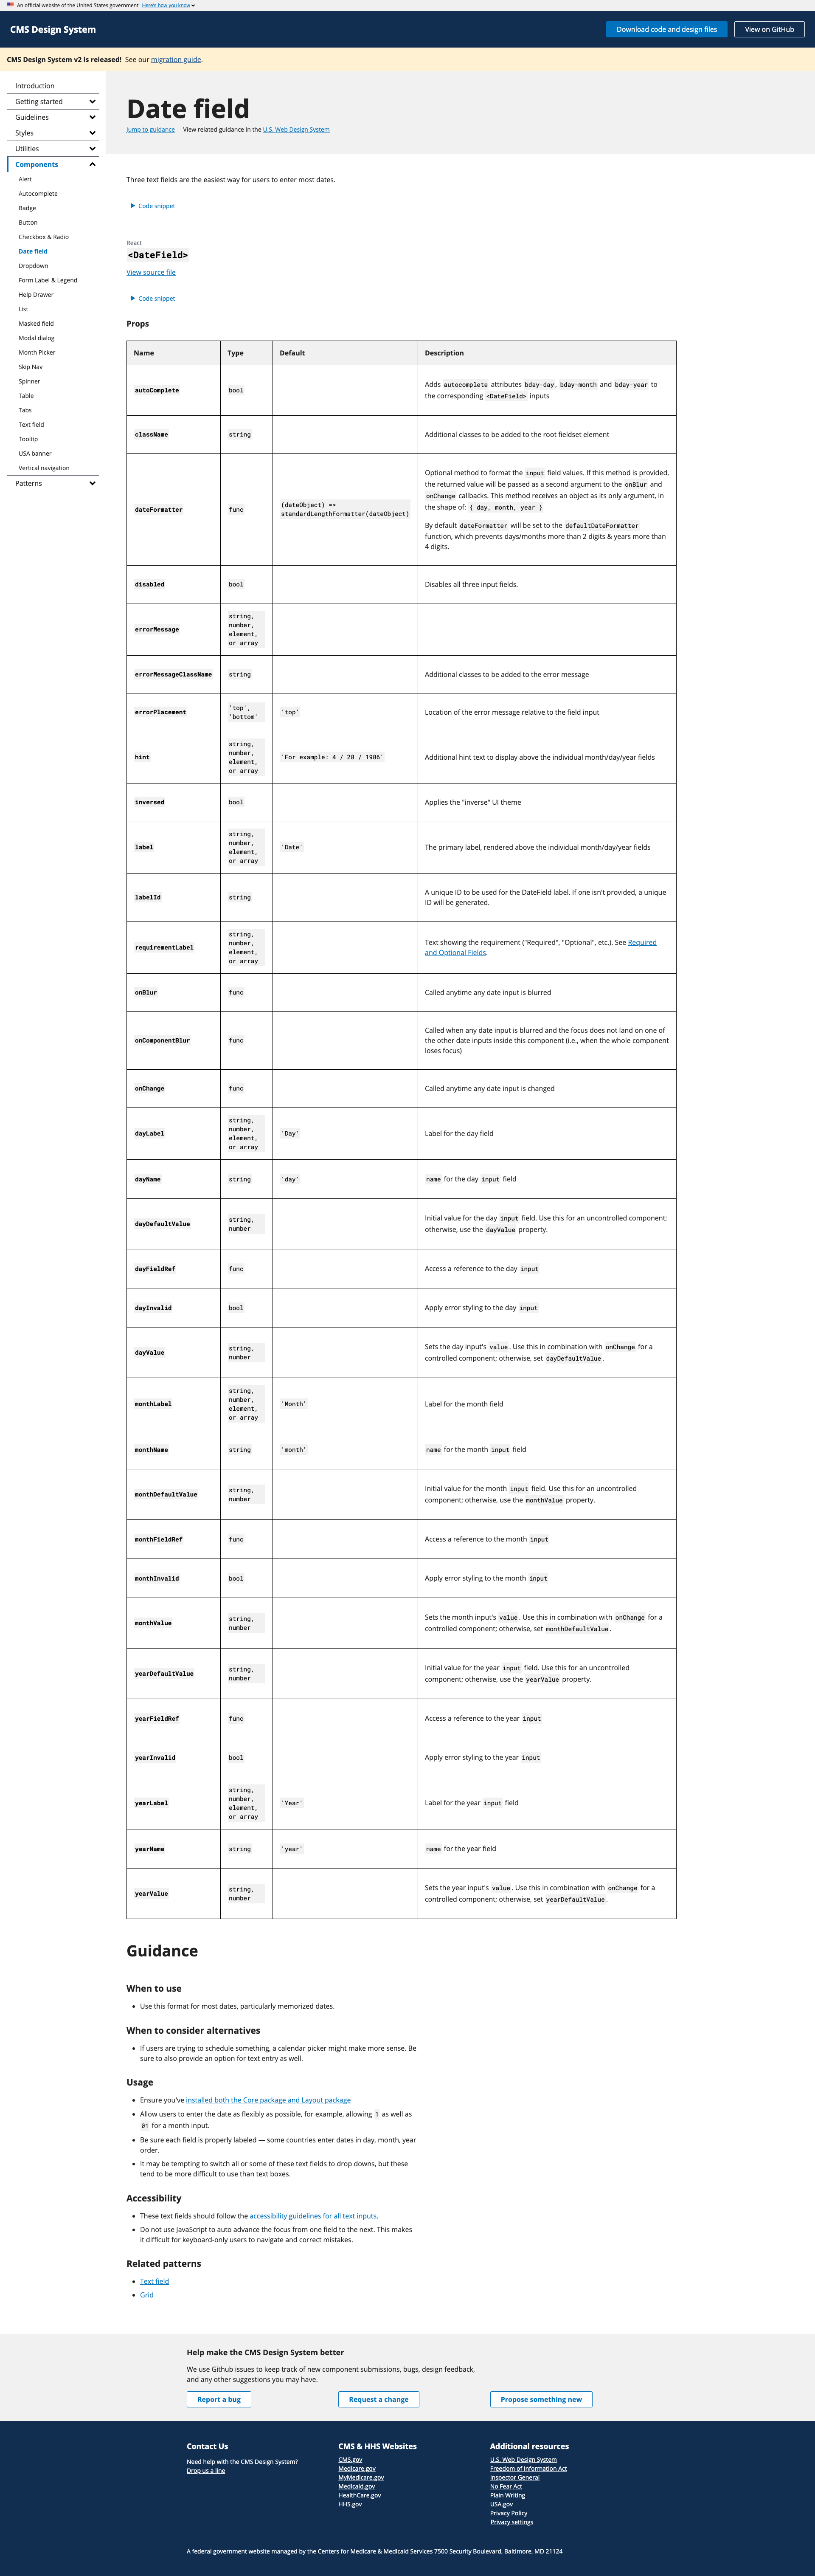 An official website of the United States government Here's how you know
CMS Design System
Download code and design files
View on GitHub
CMS Design System v2 is released! See our migration guide.
Introduction
Getting started
Guidelines
Styles
Utilities
Components
Alert
Autocomplete
Badge
Button
Checkbox & Radio
Date field
Dropdown
Form Label & Legend
Help Drawer
List
Masked field
Modal dialog
Month Picker
Skip Nav
Spinner
Table
Tabs
Text field
Tooltip
USA banner
Vertical navigation
Patterns
Date field
Jump to guidance View related guidance in the U.S. Web Design System
Three text fields are the easiest way for users to enter most dates.
Code snippet
React
<DateField>
View source file
Code snippet
Props
Name Type Default Description
autoComplete bool Adds autocomplete attributes bday-day, bday-month and bday-year to
the corresponding <DateField> inputs
className string Additional classes to be added to the root fieldset element
dateFormatter func (dateObject) =>
standardLengthFormatter(dateObject)
Optional method to format the input field values. If this method is provided,
the returned value will be passed as a second argument to the onBlur and
onChange callbacks. This method receives an object as its only argument, in
the shape of: { day, month, year }
By default dateFormatter will be set to the defaultDateFormatter
function, which prevents days/months more than 2 digits & years more than
4 digits.
disabled bool Disables all three input fields.
errorMessage string,
number,
element,
or array
errorMessageClassName string Additional classes to be added to the error message
errorPlacement 'top',
'bottom'
'top' Location of the error message relative to the field input
hint string,
number,
element,
or array
'For example: 4 / 28 / 1986' Additional hint text to display above the individual month/day/year fields
inversed bool Applies the "inverse" UI theme
label string,
number,
element,
or array
'Date' The primary label, rendered above the individual month/day/year fields
labelId string A unique ID to be used for the DateField label. If one isn't provided, a unique
ID will be generated.
requirementLabel string,
number,
element,
or array
Text showing the requirement ("Required", "Optional", etc.). See Required
and Optional Fields.
onBlur func Called anytime any date input is blurred
onComponentBlur func Called when any date input is blurred and the focus does not land on one of
the other date inputs inside this component (i.e., when the whole component
loses focus)
onChange func Called anytime any date input is changed
dayLabel string,
number,
element,
or array
'Day' Label for the day field
dayName string 'day' name for the day input field
dayDefaultValue string,
number
Initial value for the day input field. Use this for an uncontrolled component;
otherwise, use the dayValue property.
dayFieldRef func Access a reference to the day input
dayInvalid bool Apply error styling to the day input
dayValue string,
number
Sets the day input's value. Use this in combination with onChange for a
controlled component; otherwise, set dayDefaultValue.
monthLabel string,
number,
element,
or array
'Month' Label for the month field
monthName string 'month' name for the month input field
monthDefaultValue string,
number
Initial value for the month input field. Use this for an uncontrolled
component; otherwise, use the monthValue property.
monthFieldRef func Access a reference to the month input
monthInvalid bool Apply error styling to the month input
monthValue string,
number
Sets the month input's value. Use this in combination with onChange for a
controlled component; otherwise, set monthDefaultValue.
yearDefaultValue string,
number
Initial value for the year input field. Use this for an uncontrolled
component; otherwise, use the yearValue property.
yearFieldRef func Access a reference to the year input
yearInvalid bool Apply error styling to the year input
yearLabel string,
number,
element,
or array
'Year' Label for the year input field
yearName string 'year' name for the year field
yearValue string,
number
Sets the year input's value. Use this in combination with onChange for a
controlled component; otherwise, set yearDefaultValue.
Guidance
When to use
Use this format for most dates, particularly memorized dates.
When to consider alternatives
If users are trying to schedule something, a calendar picker might make more sense. Be
sure to also provide an option for text entry as well.
Usage
Ensure you've installed both the Core package and Layout package
Allow users to enter the date as flexibly as possible, for example, allowing 1 as well as
01 for a month input.
Be sure each field is properly labeled — some countries enter dates in day, month, year
order.
It may be tempting to switch all or some of these text fields to drop downs, but these
tend to be more difficult to use than text boxes.
Accessibility
These text fields should follow the accessibility guidelines for all text inputs.
Do not use JavaScript to auto advance the focus from one field to the next. This makes
it difficult for keyboard-only users to navigate and correct mistakes.
Related patterns
Text field
Grid
Help make the CMS Design System better
We use Github issues to keep track of new component submissions, bugs, design feedback,
and any other suggestions you may have.
Report a bug
Request a change
Propose something new
Contact Us
Need help with the CMS Design System?
Drop us a line
CMS & HHS Websites
CMS.gov
Medicare.gov
MyMedicare.gov
Medicaid.gov
HealthCare.gov
HHS.gov
Additional resources
U.S. Web Design System
Freedom of Information Act
Inspector General
No Fear Act
Plain Writing
USA.gov
Privacy Policy
Privacy settings
A federal government website managed by the Centers for Medicare & Medicaid Services 7500 Security Boulevard, Baltimore, MD 21124